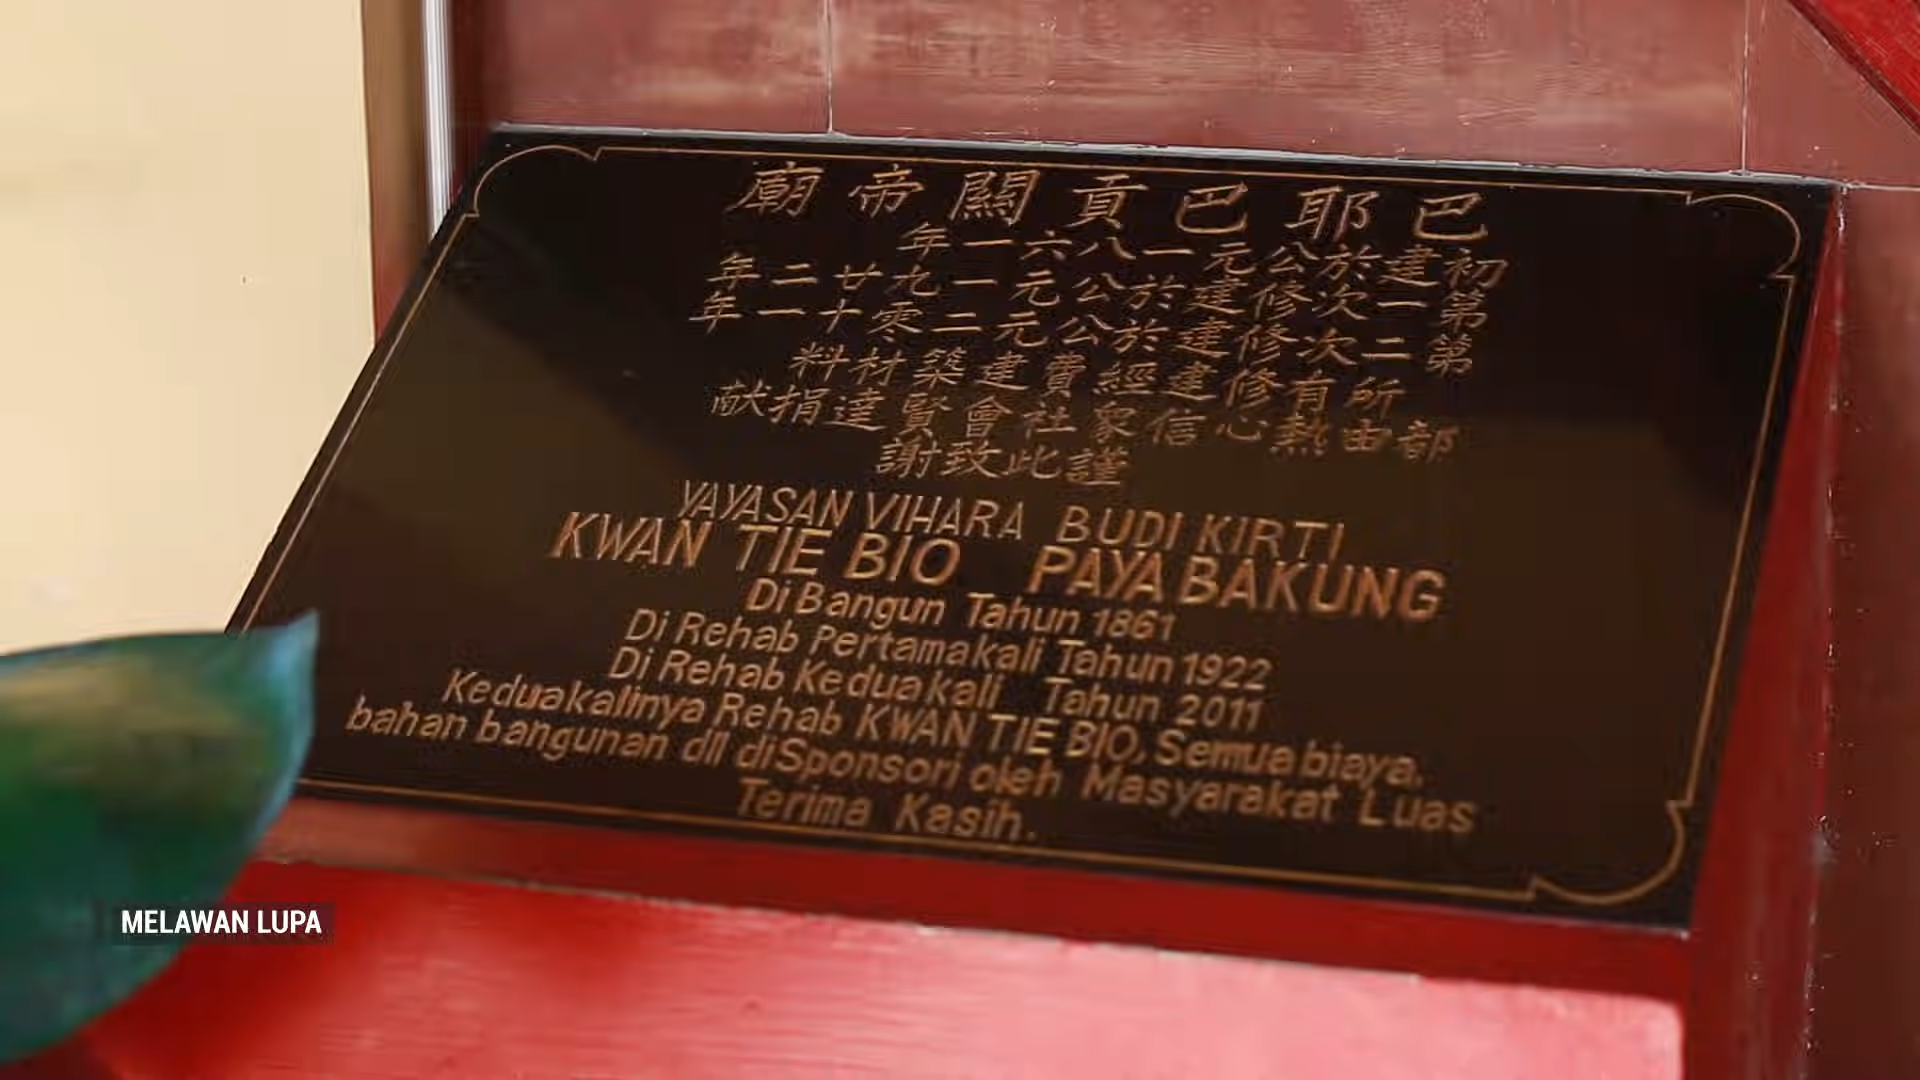 巴耶巴貢關帝廟
初建於公元一八六一年
第一次修建於公元一九廿二年
第二次修建於公元二零十一年
所有修建經費建築材料
部由熱心信眾社會賢達捐献
謹此致謝
YAYASAN VIHARA BUDI KIRTI
KWAN TIE BIO PAYA BAKUNG
Di Bangun Tahun 1861
Di Rehab Pertamakali Tahun 1922
Di Rehab Keduakali Tahun 2011
Keduakalinya Rehab KWAN TIE BIO, Semua biaya,
bahan bangunan dll diSponsori oleh Masyarakat Luas
Terima Kasih.
MELAWAN LUPA